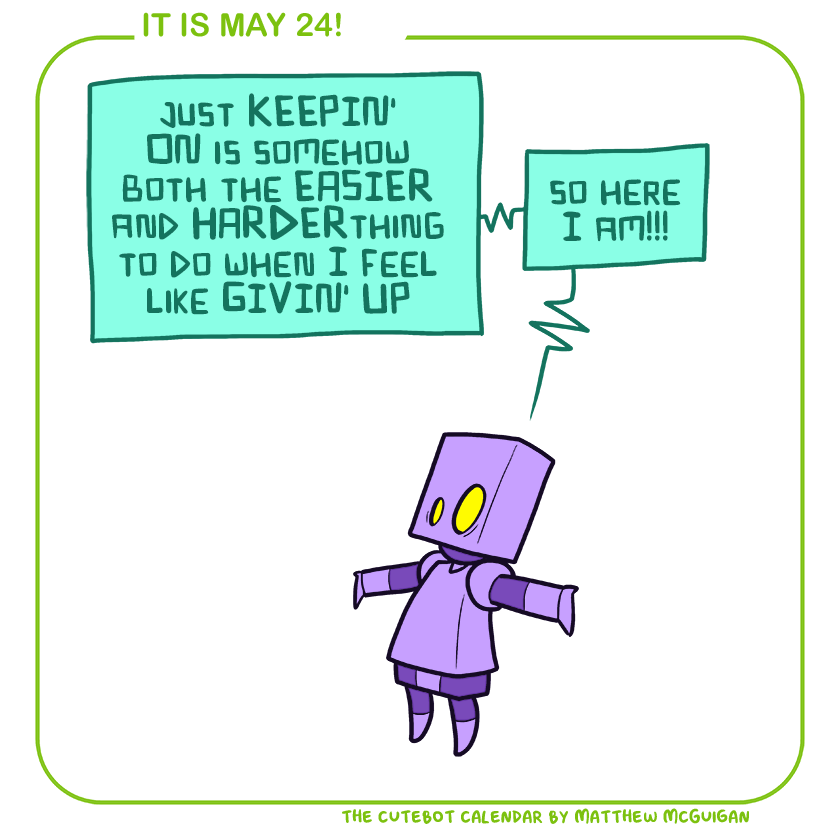 IT IS MAY 24!
JUST KEEPIN'
ON IS SOMEHOW
BOTH THE EASIER
AND HARDER THING
TO DO WHEN I FEEL
LIKE GIVIN' UP
SO HERE
I AM!!!
THE CUTEBOT CALENDAR BY MATTHEW MCGUIGAN